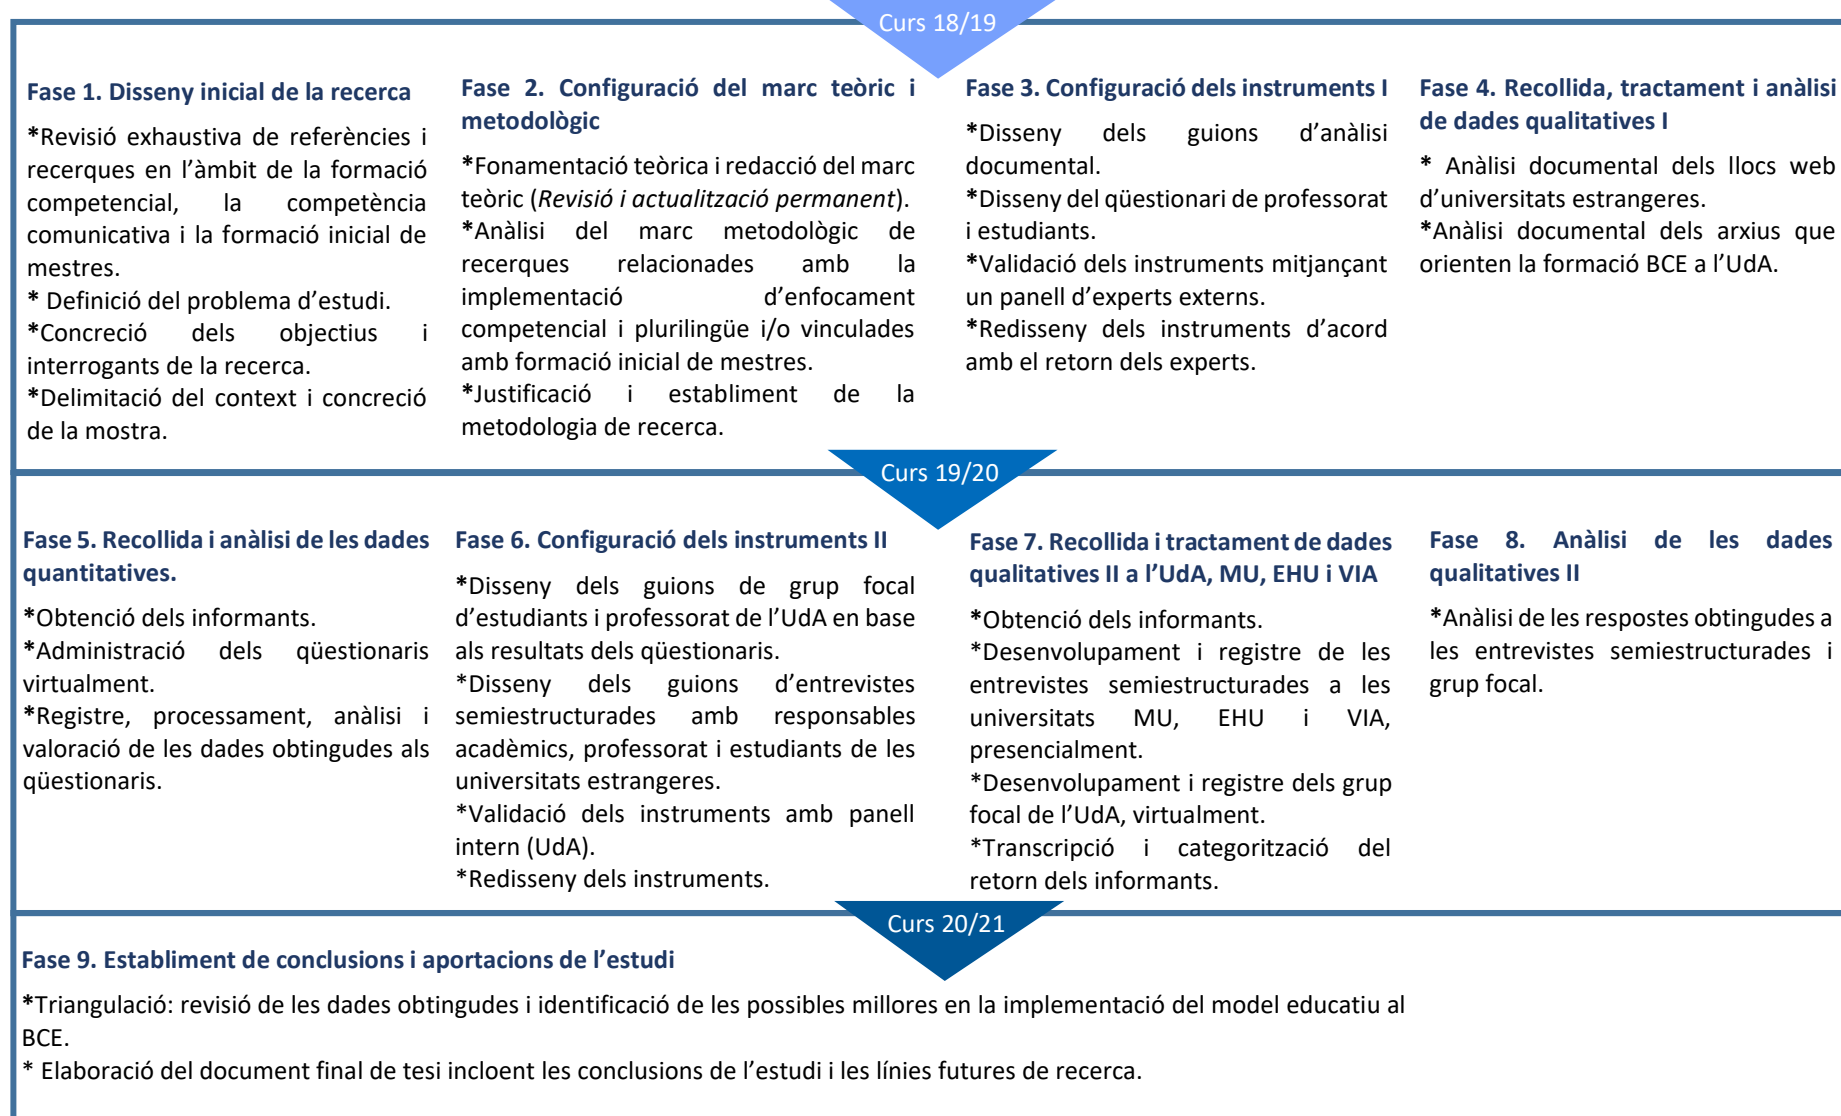 Curs 18/19
Fase 1. Disseny inicial de la recerca
*Revisió exhaustiva de referències i
recerques en l’àmbit de la formació
competencial, la competència
comunicativa i la formació inicial de
mestres.
* Definició del problema d’estudi.
*Concreció dels objectius i
interrogants de la recerca.
*Delimitació del context i concreció
de la mostra.
Fase 2. Configuració del marc teòric i
metodològic
*Fonamentació teòrica i redacció del marc
teòric (Revisió i actualització permanent).
*Anàlisi del marc metodològic de
recerques relacionades amb la
implementació d’enfocament
competencial i plurilingüe i/o vinculades
amb formació inicial de mestres.
*Justificació i establiment de la
metodologia de recerca.
Fase 3. Configuració dels instruments I
*Disseny dels guions d’anàlisi
documental.
*Disseny del qüestionari de professorat
i estudiants.
*Validació dels instruments mitjançant
un panell d’experts externs.
*Redisseny dels instruments d’acord
amb el retorn dels experts.
Fase 4. Recollida, tractament i anàlisi
de dades qualitatives I
* Anàlisi documental dels llocs web
d’universitats estrangeres.
*Anàlisi documental dels arxius que
orienten la formació BCE a l’UdA.
Curs 19/20
Fase 5. Recollida i anàlisi de les dades
quantitatives.
*Obtenció dels informants.
*Administració dels qüestionaris
virtualment.
*Registre, processament, anàlisi i
valoració de les dades obtingudes als
qüestionaris.
Fase 6. Configuració dels instruments II
*Disseny dels guions de grup focal
d’estudiants i professorat de l’UdA en base
als resultats dels qüestionaris.
*Disseny dels guions d’entrevistes
semiestructurades amb responsables
acadèmics, professorat i estudiants de les
universitats estrangeres.
*Validació dels instruments amb panell
intern (UdA).
*Redisseny dels instruments.
Fase 7. Recollida i tractament de dades
qualitatives II a l’UdA, MU, EHU i VIA
*Obtenció dels informants.
*Desenvolupament i registre de les
entrevistes semiestructurades a les
universitats MU, EHU i VIA,
presencialment.
*Desenvolupament i registre dels grup
focal de l’UdA, virtualment.
*Transcripció i categorització del
retorn dels informants.
Fase 8. Anàlisi de les dades
qualitatives II
*Anàlisi de les respostes obtingudes a
les entrevistes semiestructurades i
grup focal.
Curs 20/21
Fase 9. Establiment de conclusions i aportacions de l’estudi
*Triangulació: revisió de les dades obtingudes i identificació de les possibles millores en la implementació del model educatiu al
BCE.
* Elaboració del document final de tesi incloent les conclusions de l’estudi i les línies futures de recerca.